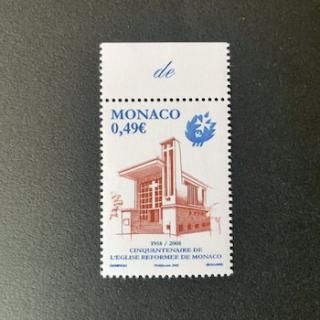 de
MONACO
0,49€
1958 / 2008
CINQUANTENAIRE DE
L'EGLISE REFORMEE DE MONACO